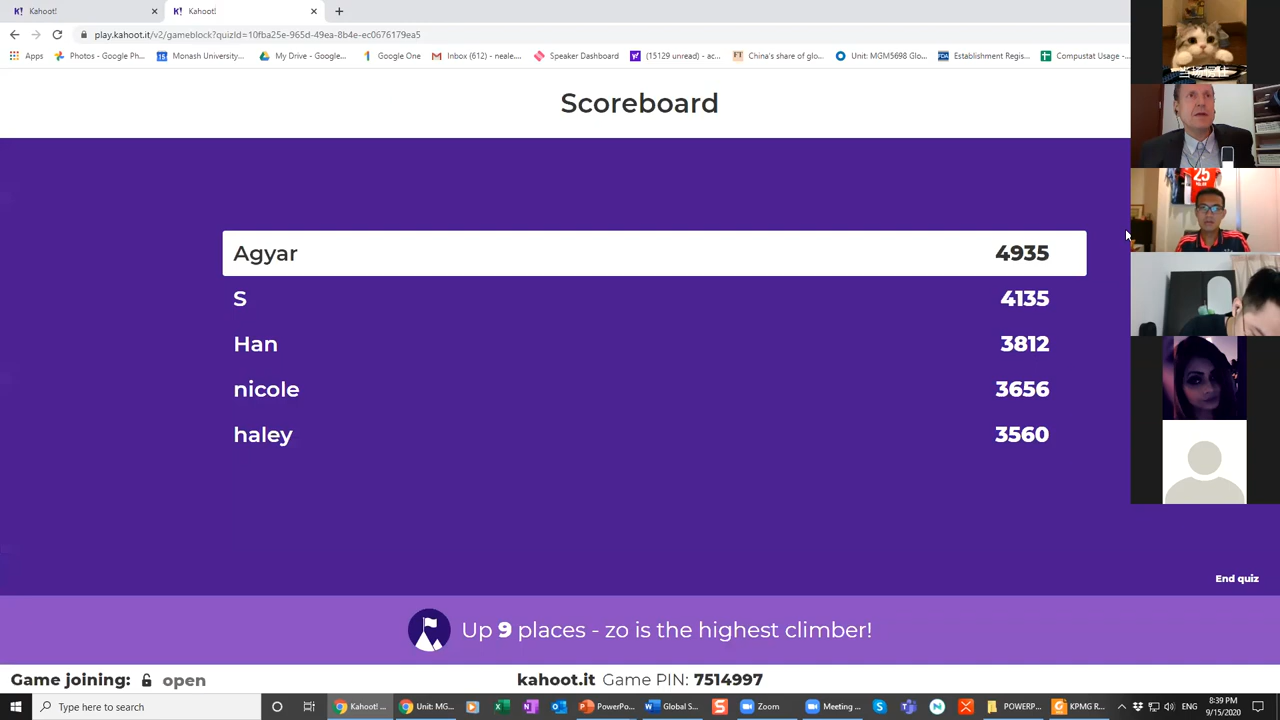 Kahoot!
Kahoot!
play.kahoot.it/v2/gameblock?quizId=10fba25e-965d-49ea-8b4e-ec0676179ea5
Apps
Photos - Google Ph...
Monash University...
My Drive - Google...
Google One
Inbox (612) - neale...
Speaker Dashboard
(15129 unread) - ac...
China's share of glo...
Unit: MGM5698 Glo...
Establishment Regis...
Compustat Usage -...
Scoreboard
25
Agyar 4935
S 4135
Han 3812
nicole 3656
haley 3560
End quiz
Up 9 places - zo is the highest climber!
Game joining: open
kahoot.it Game PIN: 7514997
Type here to search
Kahoot! ...
Unit: MG...
PowerPo...
Global S...
Zoom
Meeting ...
POWERP...
KPMG R...
8:39 PM
9/15/2020